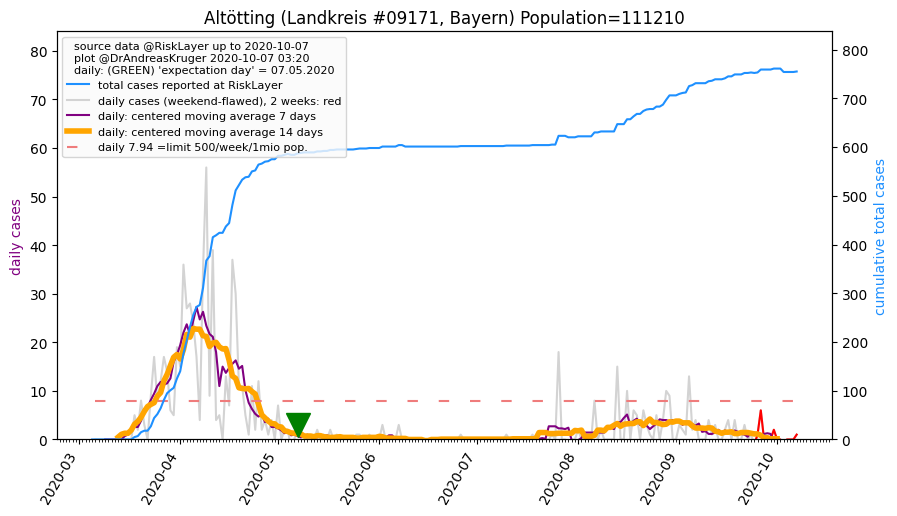 Altötting (Landkreis #09171, Bayern) Population=111210
source data @RiskLayer up to 2020-10-07
plot @DrAndreasKruger 2020-10-07 03:20
daily: (GREEN) 'expectation day' = 07.05.2020
total cases reported at RiskLayer
daily cases (weekend-flawed), 2 weeks: red
daily: centered moving average 7 days
daily: centered moving average 14 days
daily 7.94 =limit 500/week/1mio pop.
daily cases
80
70
60
50
40
30
20
10
0
cumulative total cases
800
700
600
500
400
300
200
100
0
2020-03
2020-04
2020-05
2020-06
2020-07
2020-08
2020-09
2020-10